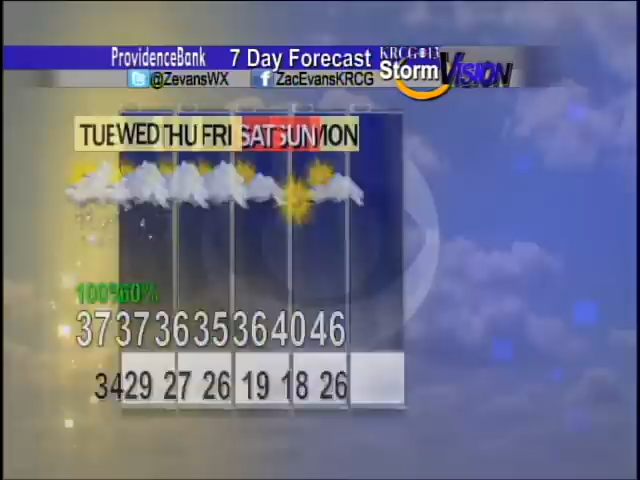 ProvidenceBank 7 Day Forecast KRCG 13
@ZevansWX ZacEvansKRCG StormVISION
TUE WED THU FRI SAT SUN MON
100% 60%
37 37 36 35 36 40 46
34 29 27 26 19 18 26